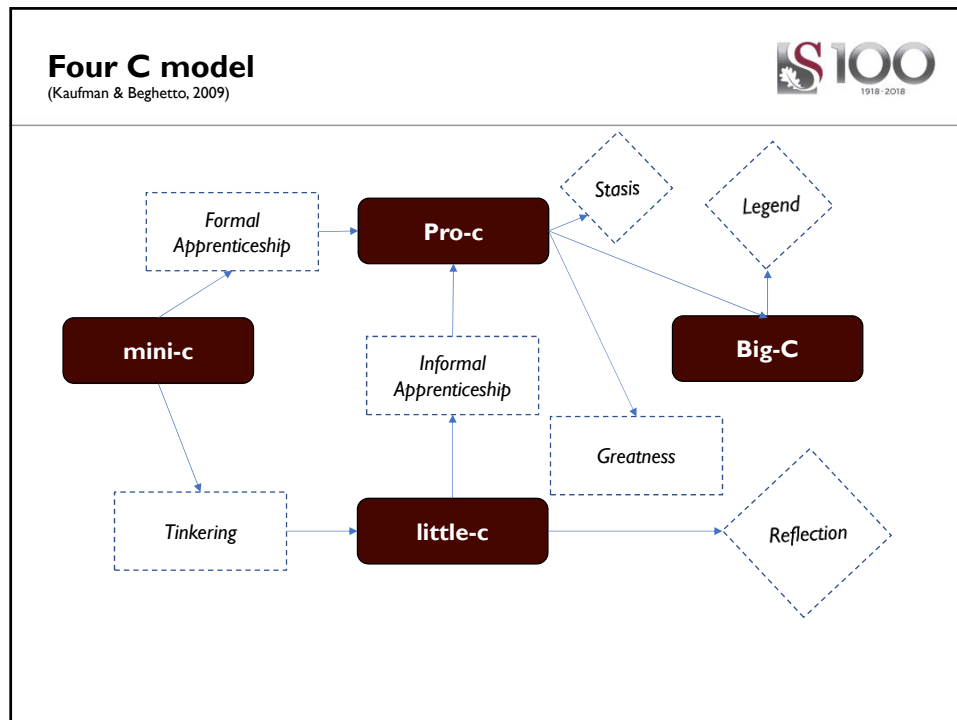 Four C model
(Kaufman & Beghetto, 2009)
S100
1918·2018
Stasis
Legend
Formal
Apprenticeship
Pro-c
mini-c
Big-C
Informal
Apprenticeship
Greatness
Tinkering
little-c
Reflection